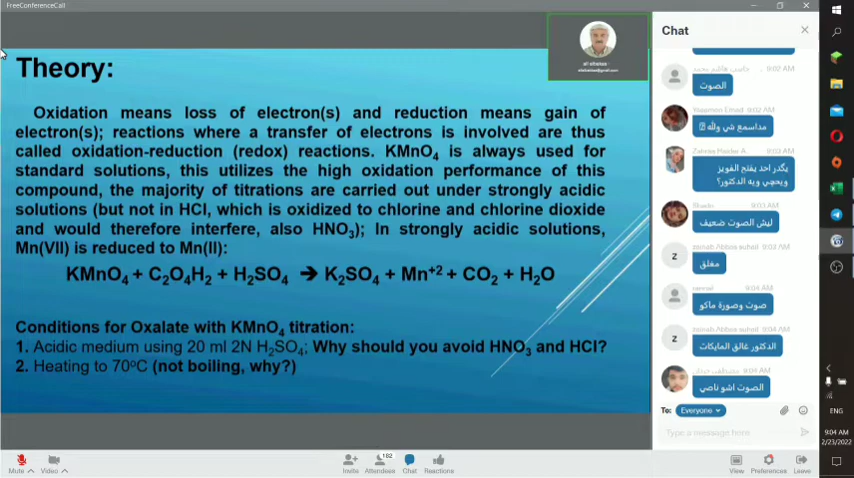 FreeConferenceCall
Theory:
Oxidation means loss of electron(s) and reduction means gain of
electron(s); reactions where a transfer of electrons is involved are thus
called oxidation-reduction (redox) reactions. KMnO₄ is always used for
standard solutions, this utilizes the high oxidation performance of this
compound, the majority of titrations are carried out under strongly acidic
solutions (but not in HCl, which is oxidized to chlorine and chlorine dioxide
and would therefore interfere, also HNO₃); In strongly acidic solutions,
Mn(VII) is reduced to Mn(II):
KMnO₄ + C₂O₄H₂ + H₂SO₄ ➔ K₂SO₄ + Mn⁺² + CO₂ + H₂O
Conditions for Oxalate with KMnO₄ titration:
1. Acidic medium using 20 ml 2N H₂SO₄; Why should you avoid HNO₃ and HCl?
2. Heating to 70ᵒC (not boiling, why?)
Chat
9:02 AM
الصوت
9:02 AM
مداسمع شي والله
Zahraa Haider A. 9:03 AM
يگدر احد يفتح الفويز
ويحچي ويه الدكتور؟
9:03 AM
ليش الصوت ضعيف
Z
zainab Abbas suhail 9:03 AM
مغلق
9:04 AM
صوت وصورة ماكو
Z
zainab Abbas suhail 9:04 AM
الدكتور غالق المايكات
9:04 AM
الصوت اشو ناصي
To: Everyone
Type a message here
Mute
Video
Invite
182
Attendees
Chat
Reactions
View
Preferences
Leave
ENG
9:04 AM
2/23/2022